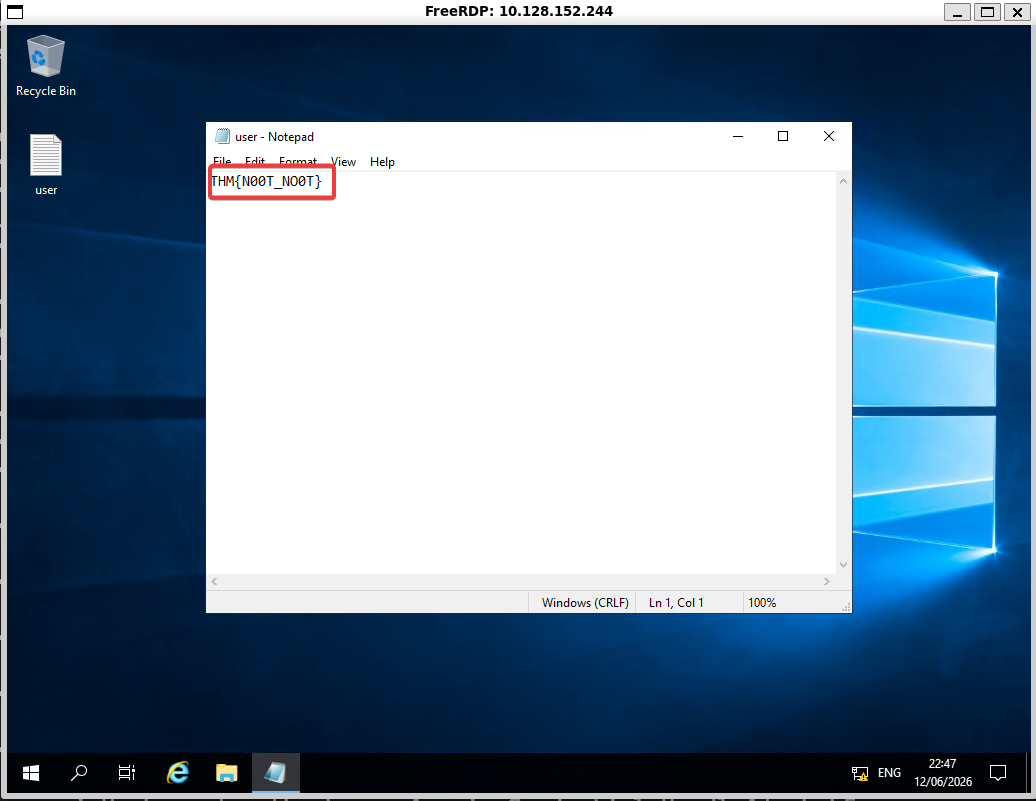 FreeRDP: 10.128.152.244
Recycle Bin
user
user - Notepad
File Edit Format View Help
THM{N00T_NO0T}
Windows (CRLF) Ln 1, Col 1 100%
ENG
22:47
12/06/2026